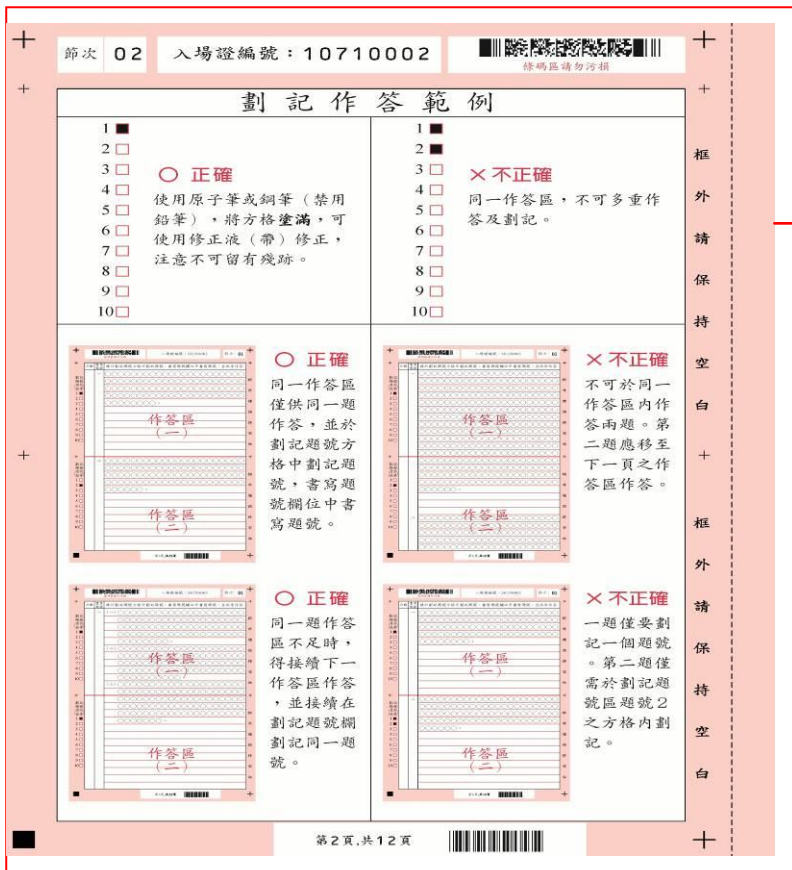 節次 02
入場證編號：10710002
條碼區請勿污損
劃記作答範例
1
2
3
4
5
6
7
8
9
10
○ 正確
使用原子筆或鋼筆（禁用
鉛筆），將方格塗滿，可
使用修正液（帶）修正，
注意不可留有殘跡。
1
2
3
4
5
6
7
8
9
10
×不正確
同一作答區，不可多重作
答及劃記。
作答區
（一）
作答區
（二）
○ 正確
同一作答區
僅供同一題
作答，並於
劃記題號方
格中劃記題
號，書寫題
號欄位中書
寫題號。
作答區
（一）
作答區
（二）
×不正確
不可於同一
作答區內作
答兩題。第
二題應移至
下一頁之作
答區作答。
作答區
（一）
作答區
（二）
○ 正確
同一題作答
區不足時，
得接續下一
作答區作答
，並接續在
劃記題號欄
劃記同一題
號。
作答區
（一）
作答區
（二）
×不正確
一題僅要劃
記一個題號
。第二題僅
需於劃記題
號區題號2
之方格內劃
記。
框外請保持空白
框外請保持空白
第2頁,共12頁